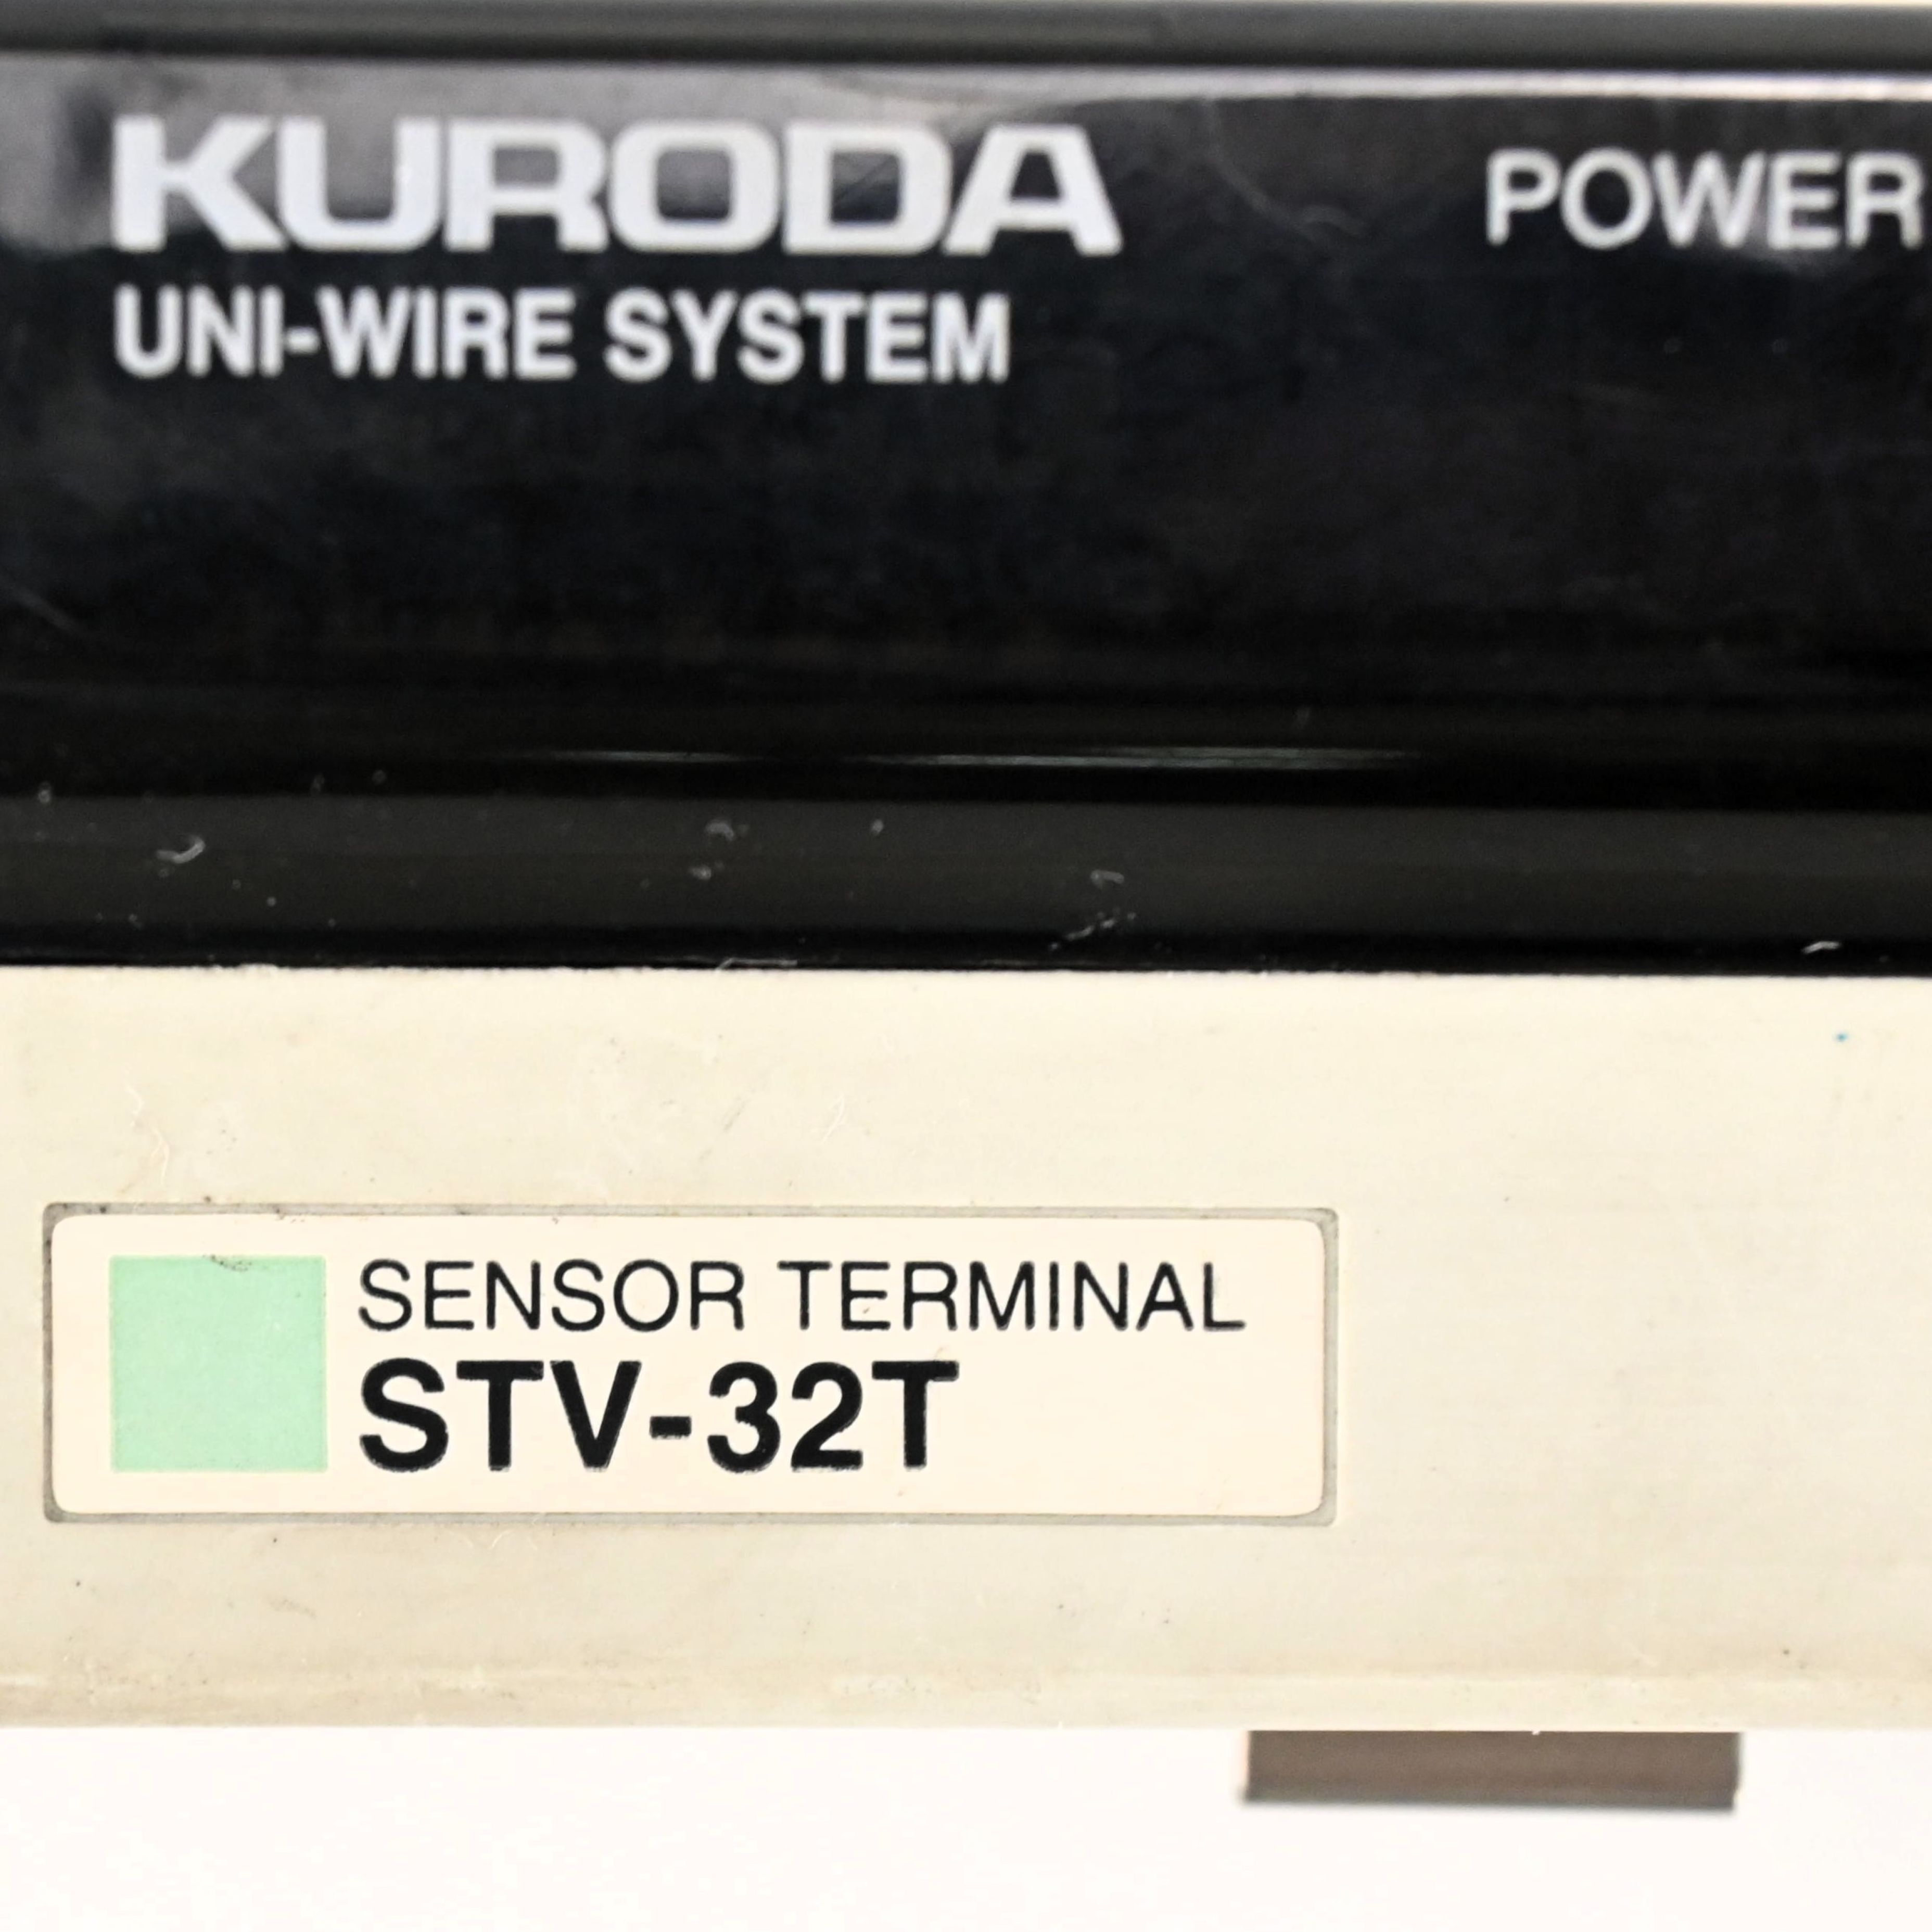 KURODA
POWER
UNI-WIRE SYSTEM
SENSOR TERMINAL
STV-32T